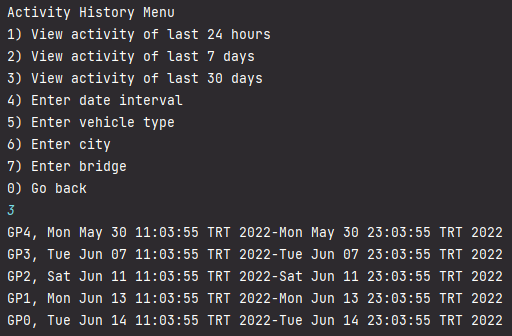 Activity History Menu
1) View activity of last 24 hours
2) View activity of last 7 days
3) View activity of last 30 days
4) Enter date interval
5) Enter vehicle type
6) Enter city
7) Enter bridge
0) Go back
3
GP4, Mon May 30 11:03:55 TRT 2022-Mon May 30 23:03:55 TRT 2022
GP3, Tue Jun 07 11:03:55 TRT 2022-Tue Jun 07 23:03:55 TRT 2022
GP2, Sat Jun 11 11:03:55 TRT 2022-Sat Jun 11 23:03:55 TRT 2022
GP1, Mon Jun 13 11:03:55 TRT 2022-Mon Jun 13 23:03:55 TRT 2022
GP0, Tue Jun 14 11:03:55 TRT 2022-Tue Jun 14 23:03:55 TRT 2022